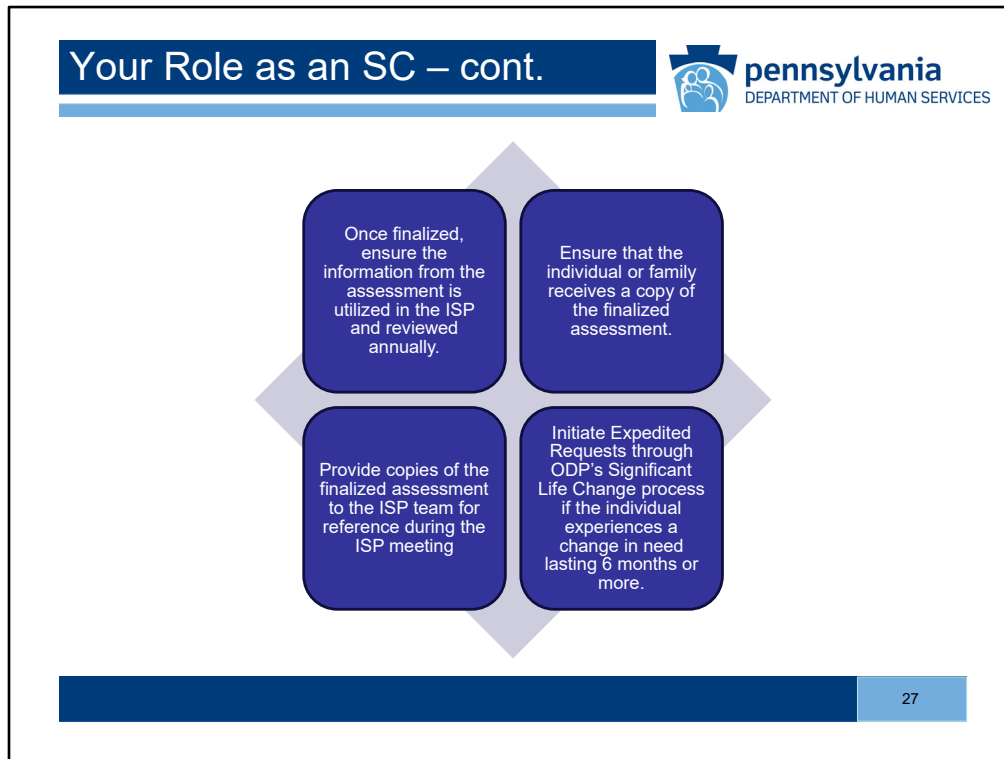 Your Role as an SC – cont.
pennsylvania
DEPARTMENT OF HUMAN SERVICES
Once finalized,
ensure the
information from the
assessment is
utilized in the ISP
and reviewed
annually.
Ensure that the
individual or family
receives a copy of
the finalized
assessment.
Provide copies of the
finalized assessment
to the ISP team for
reference during the
ISP meeting
Initiate Expedited
Requests through
ODP's Significant
Life Change process
if the individual
experiences a
change in need
lasting 6 months or
more.
27